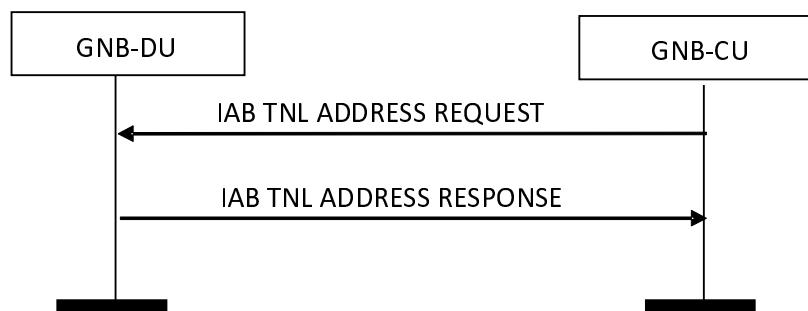 GNB-DU
GNB-CU
IAB TNL ADDRESS REQUEST
IAB TNL ADDRESS RESPONSE